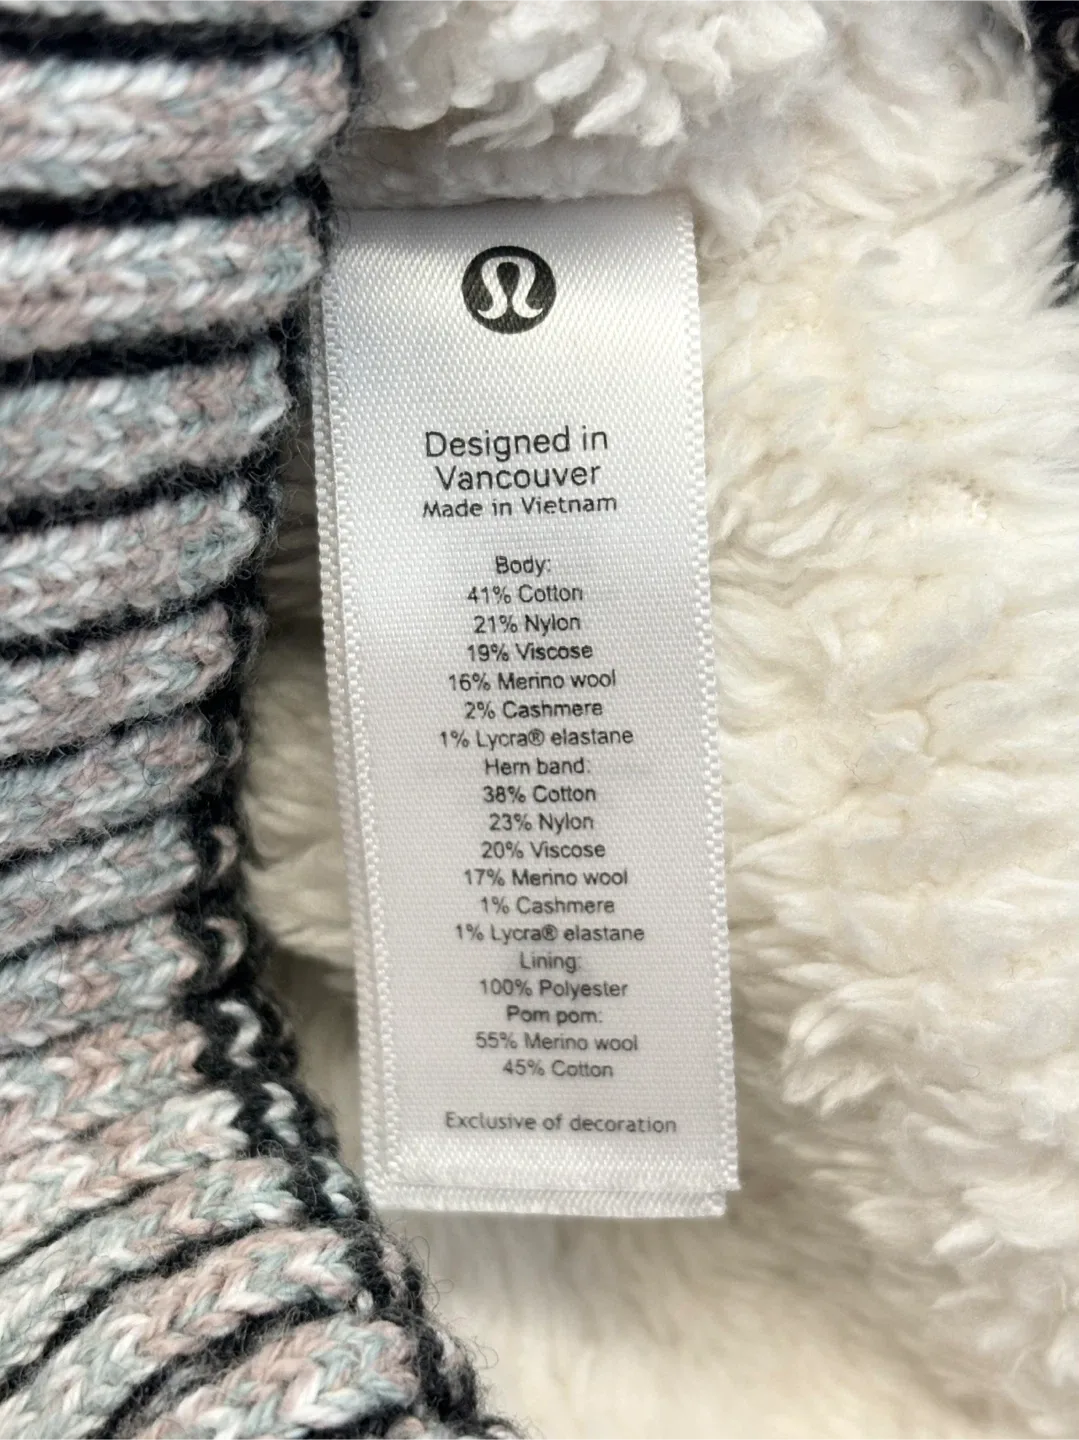 Designed in
Vancouver
Made in Vietnam
Body:
41% Cotton
21% Nylon
19% Viscose
16% Merino wool
2% Cashmere
1% Lycra® elastane
Hem band:
38% Cotton
23% Nylon
20% Viscose
17% Merino wool
1% Cashmere
1% Lycra® elastane
Lining:
100% Polyester
Pom pom:
55% Merino wool
45% Cotton
Exclusive of decoration